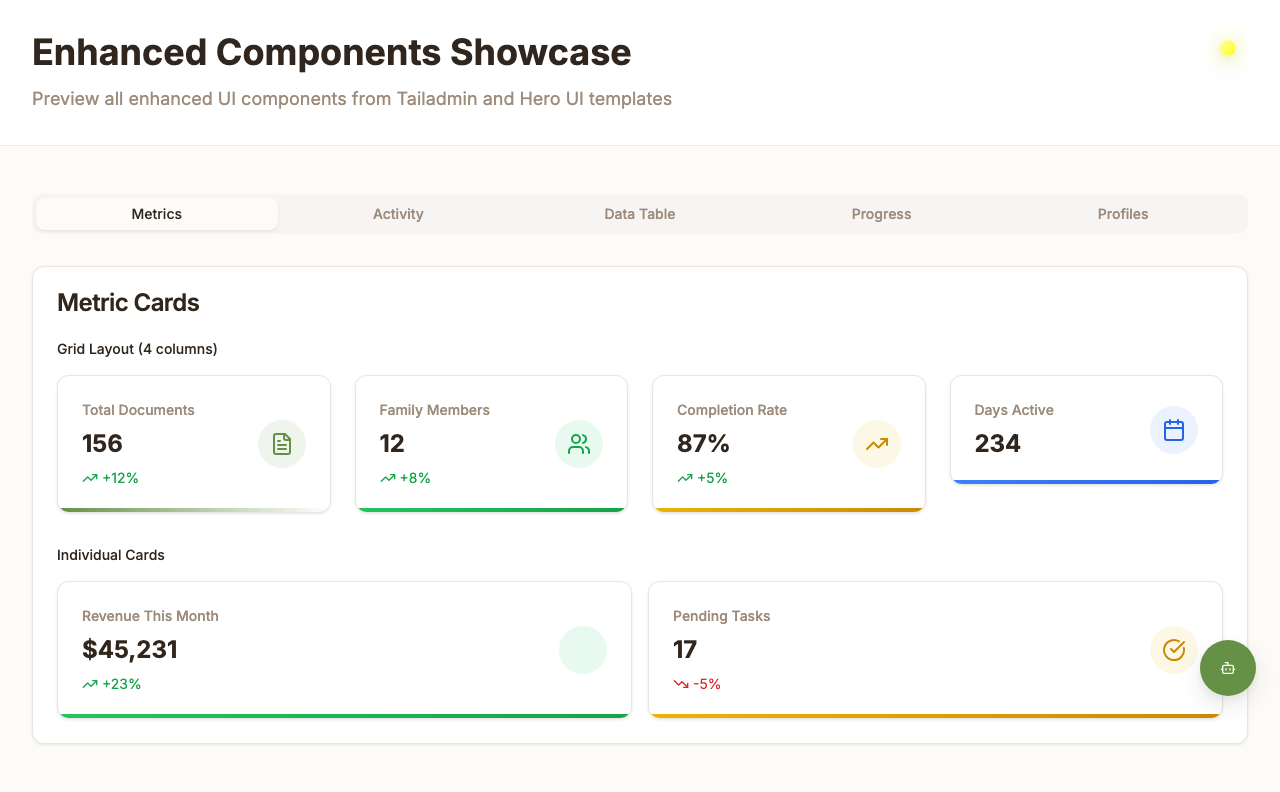 Enhanced Components Showcase
Preview all enhanced UI components from Tailadmin and Hero UI templates
Metrics
Activity
Data Table
Progress
Profiles
Metric Cards
Grid Layout (4 columns)
Total Documents
156
+12%
Family Members
12
+8%
Completion Rate
87%
+5%
Days Active
234
Individual Cards
Revenue This Month
$45,231
+23%
Pending Tasks
17
-5%